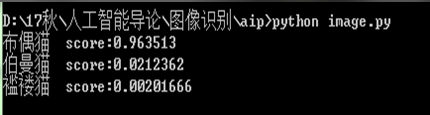 D:\17秋\人工智能导论\图像识别\aip>python image.py
布偶猫 score:0.963513
伯曼猫 score:0.0212362
褴褛猫 score:0.00201666